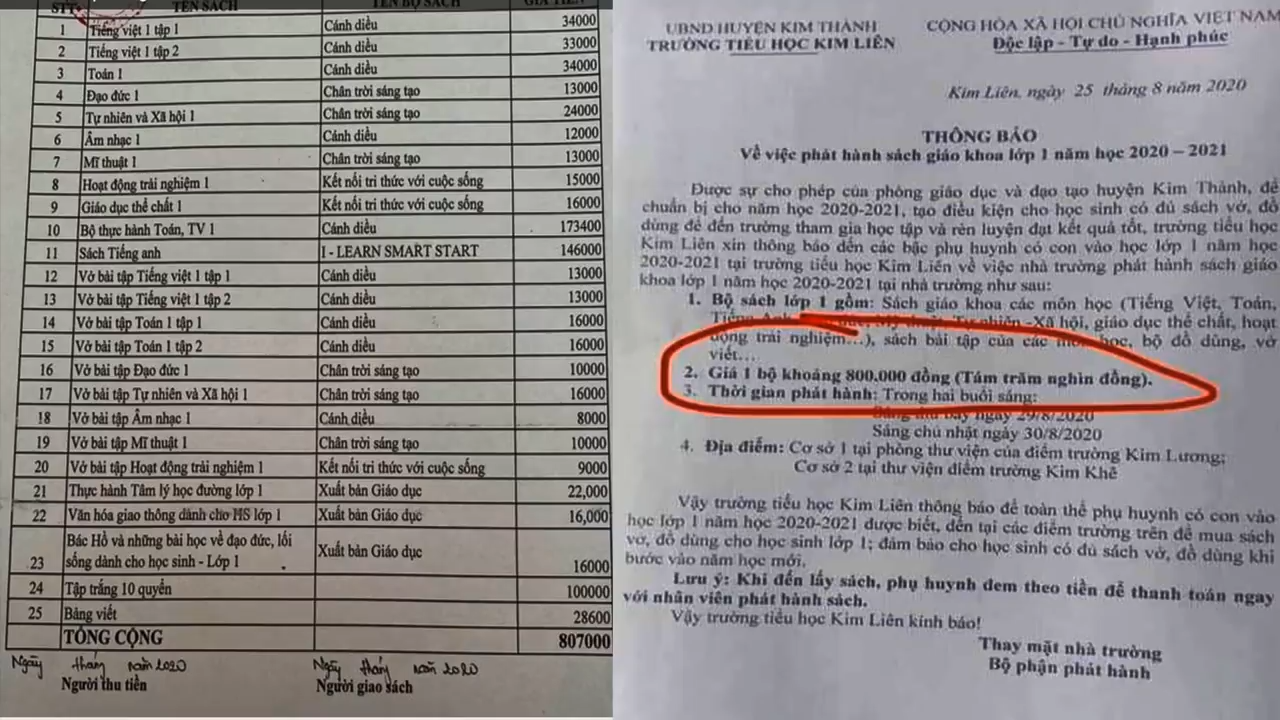 STT TÊN SÁCH TÊN BỘ SÁCH GIÁ TIỀN
1 Tiếng việt 1 tập 1 Cánh diều 34000
2 Tiếng việt 1 tập 2 Cánh diều 33000
3 Toán 1 Cánh diều 34000
4 Đạo đức 1 Chân trời sáng tạo 13000
5 Tự nhiên và Xã hội 1 Chân trời sáng tạo 24000
6 Âm nhạc 1 Cánh diều 12000
7 Mĩ thuật 1 Chân trời sáng tạo 13000
8 Hoạt động trải nghiệm 1 Kết nối tri thức với cuộc sống 15000
9 Giáo dục thể chất 1 Kết nối tri thức với cuộc sống 16000
10 Bộ thực hành Toán, TV 1 Cánh diều 173400
11 Sách Tiếng anh I - LEARN SMART START 146000
12 Vở bài tập Tiếng việt 1 tập 1 Cánh diều 13000
13 Vở bài tập Tiếng việt 1 tập 2 Cánh diều 13000
14 Vở bài tập Toán 1 tập 1 Cánh diều 16000
15 Vở bài tập Toán 1 tập 2 Cánh diều 16000
16 Vở bài tập Đạo đức 1 Chân trời sáng tạo 10000
17 Vở bài tập Tự nhiên và Xã hội 1 Chân trời sáng tạo 16000
18 Vở bài tập Âm nhạc 1 Cánh diều 8000
19 Vở bài tập Mĩ thuật 1 Chân trời sáng tạo 10000
20 Vở bài tập Hoạt động trải nghiệm 1 Kết nối tri thức với cuộc sống 9000
21 Thực hành Tâm lý học đường lớp 1 Xuất bản Giáo dục 22,000
22 Văn hóa giao thông dành cho HS lớp 1 Xuất bản Giáo dục 16,000
Bác Hồ và những bài học về đạo đức, lối
23 sống dành cho học sinh - Lớp 1 Xuất bản Giáo dục 16000
24 Tập trắng 10 quyển 100000
25 Bảng viết 28600
TỔNG CỘNG 807000
Ngày tháng năm 2020 Ngày tháng năm 2020
Người thu tiền Người giao sách
UBND HUYỆN KIM THÀNH CỘNG HÒA XÃ HỘI CHỦ NGHĨA VIỆT NAM
TRƯỜNG TIỂU HỌC KIM LIÊN Độc lập - Tự do - Hạnh phúc
Kim Liên, ngày 25 tháng 8 năm 2020
THÔNG BÁO
Về việc phát hành sách giáo khoa lớp 1 năm học 2020 – 2021
Được sự cho phép của phòng giáo dục và đạo tạo huyện Kim Thành, để
chuẩn bị cho năm học 2020-2021, tạo điều kiện cho học sinh có đủ sách vở, đồ
dùng để đến trường tham gia học tập và rèn luyện đạt kết quả tốt, trường tiểu học
Kim Liên xin thông báo đến các bậc phụ huynh có con vào học lớp 1 năm học
2020-2021 tại trường tiểu học Kim Liên về việc nhà trường phát hành sách giáo
khoa lớp 1 năm học 2020-2021 tại nhà trường như sau:
1. Bộ sách lớp 1 gồm: Sách giáo khoa các môn học (Tiếng Việt, Toán,
Tiếng Mỹ thuật, Tự nhiên -Xã hội, giáo dục thể chất, hoạt
động trải nghiệm...), sách bài tập của các môn học, bộ đồ dùng, vở
viết...
2. Giá 1 bộ khoảng 800.000 đồng (Tám trăm nghìn đồng).
3. Thời gian phát hành: Trong hai buổi sáng:
Sáng thứ bảy ngày 29/8/2020
Sáng chủ nhật ngày 30/8/2020
4. Địa điểm: Cơ sở 1 tại phòng thư viện của điểm trường Kim Lương;
Cơ sở 2 tại thư viện điểm trường Kim Khê
Vậy trường tiểu học Kim Liên thông báo để toàn thể phụ huynh có con vào
học lớp 1 năm học 2020-2021 được biết, đến tại các điểm trường trên để mua sách
vở, đồ dùng cho học sinh lớp 1; đảm bảo cho học sinh có đủ sách vở, đồ dùng khi
bước vào năm học mới.
Lưu ý: Khi đến lấy sách, phụ huynh đem theo tiền để thanh toán ngay
với nhân viên phát hành sách.
Vậy trường tiểu học Kim Liên kính báo!
Thay mặt nhà trường
Bộ phận phát hành